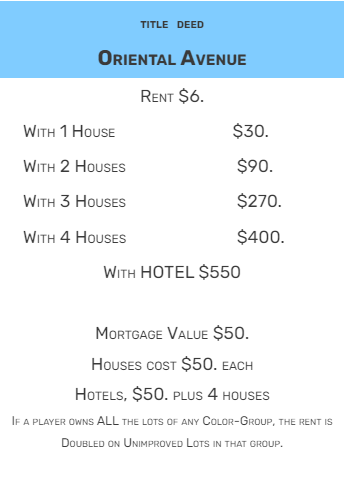 TITLE DEED
ORIENTAL AVENUE
RENT $6.
WITH 1 HOUSE $30.
WITH 2 HOUSES $90.
WITH 3 HOUSES $270.
WITH 4 HOUSES $400.
WITH HOTEL $550
MORTGAGE VALUE $50.
HOUSES COST $50. EACH
HOTELS, $50. PLUS 4 HOUSES
IF A PLAYER OWNS ALL THE LOTS OF ANY COLOR-GROUP, THE RENT IS
DOUBLED ON UNIMPROVED LOTS IN THAT GROUP.